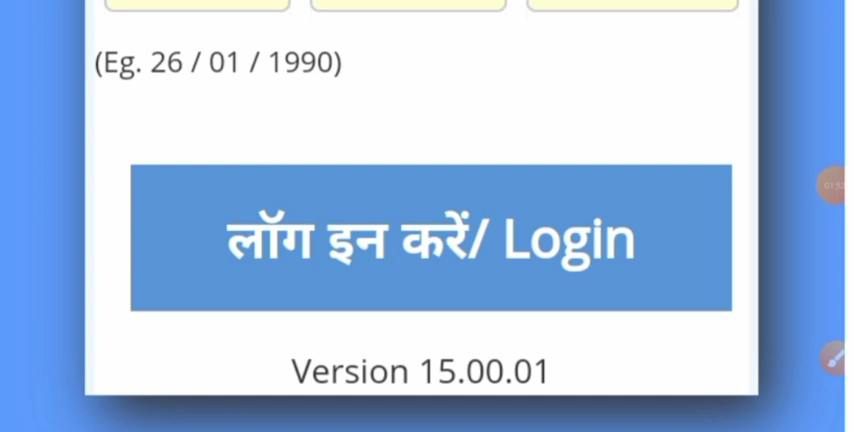 (Eg. 26 / 01 / 1990)
लॉग इन करें/ Login
Version 15.00.01